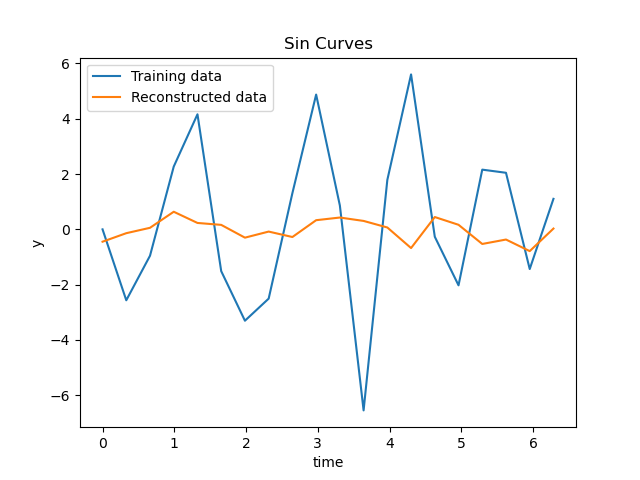 Sin Curves
Training data
Reconstructed data
6
4
2
0
−2
−4
−6
y
0 1 2 3 4 5 6
time